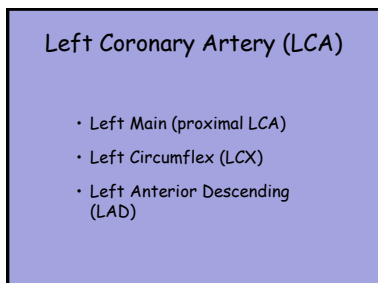 Left Coronary Artery (LCA)
• Left Main (proximal LCA)
• Left Circumflex (LCX)
• Left Anterior Descending
(LAD)